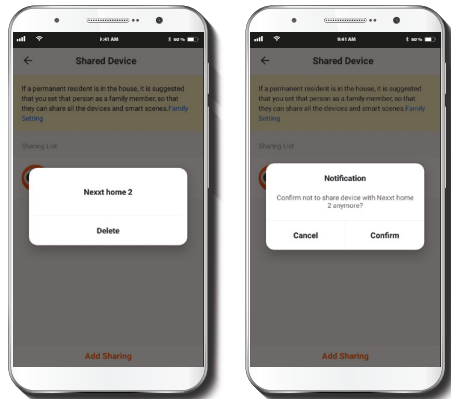 9:41 AM
60%
Shared Device
If a permanent resident is in the house, it is suggested
that you set that person as a family member, so that
they can share all the devices and smart scenes.Family
Setting
Sharing List
Nexxt home 2
Delete
Add Sharing
9:41 AM
60%
Shared Device
If a permanent resident is in the house, it is suggested
that you set that person as a family member, so that
they can share all the devices and smart scenes.Family
Setting
Sharing List
Notification
Confirm not to share device with Nexxt home
2 anymore?
Cancel Confirm
Add Sharing